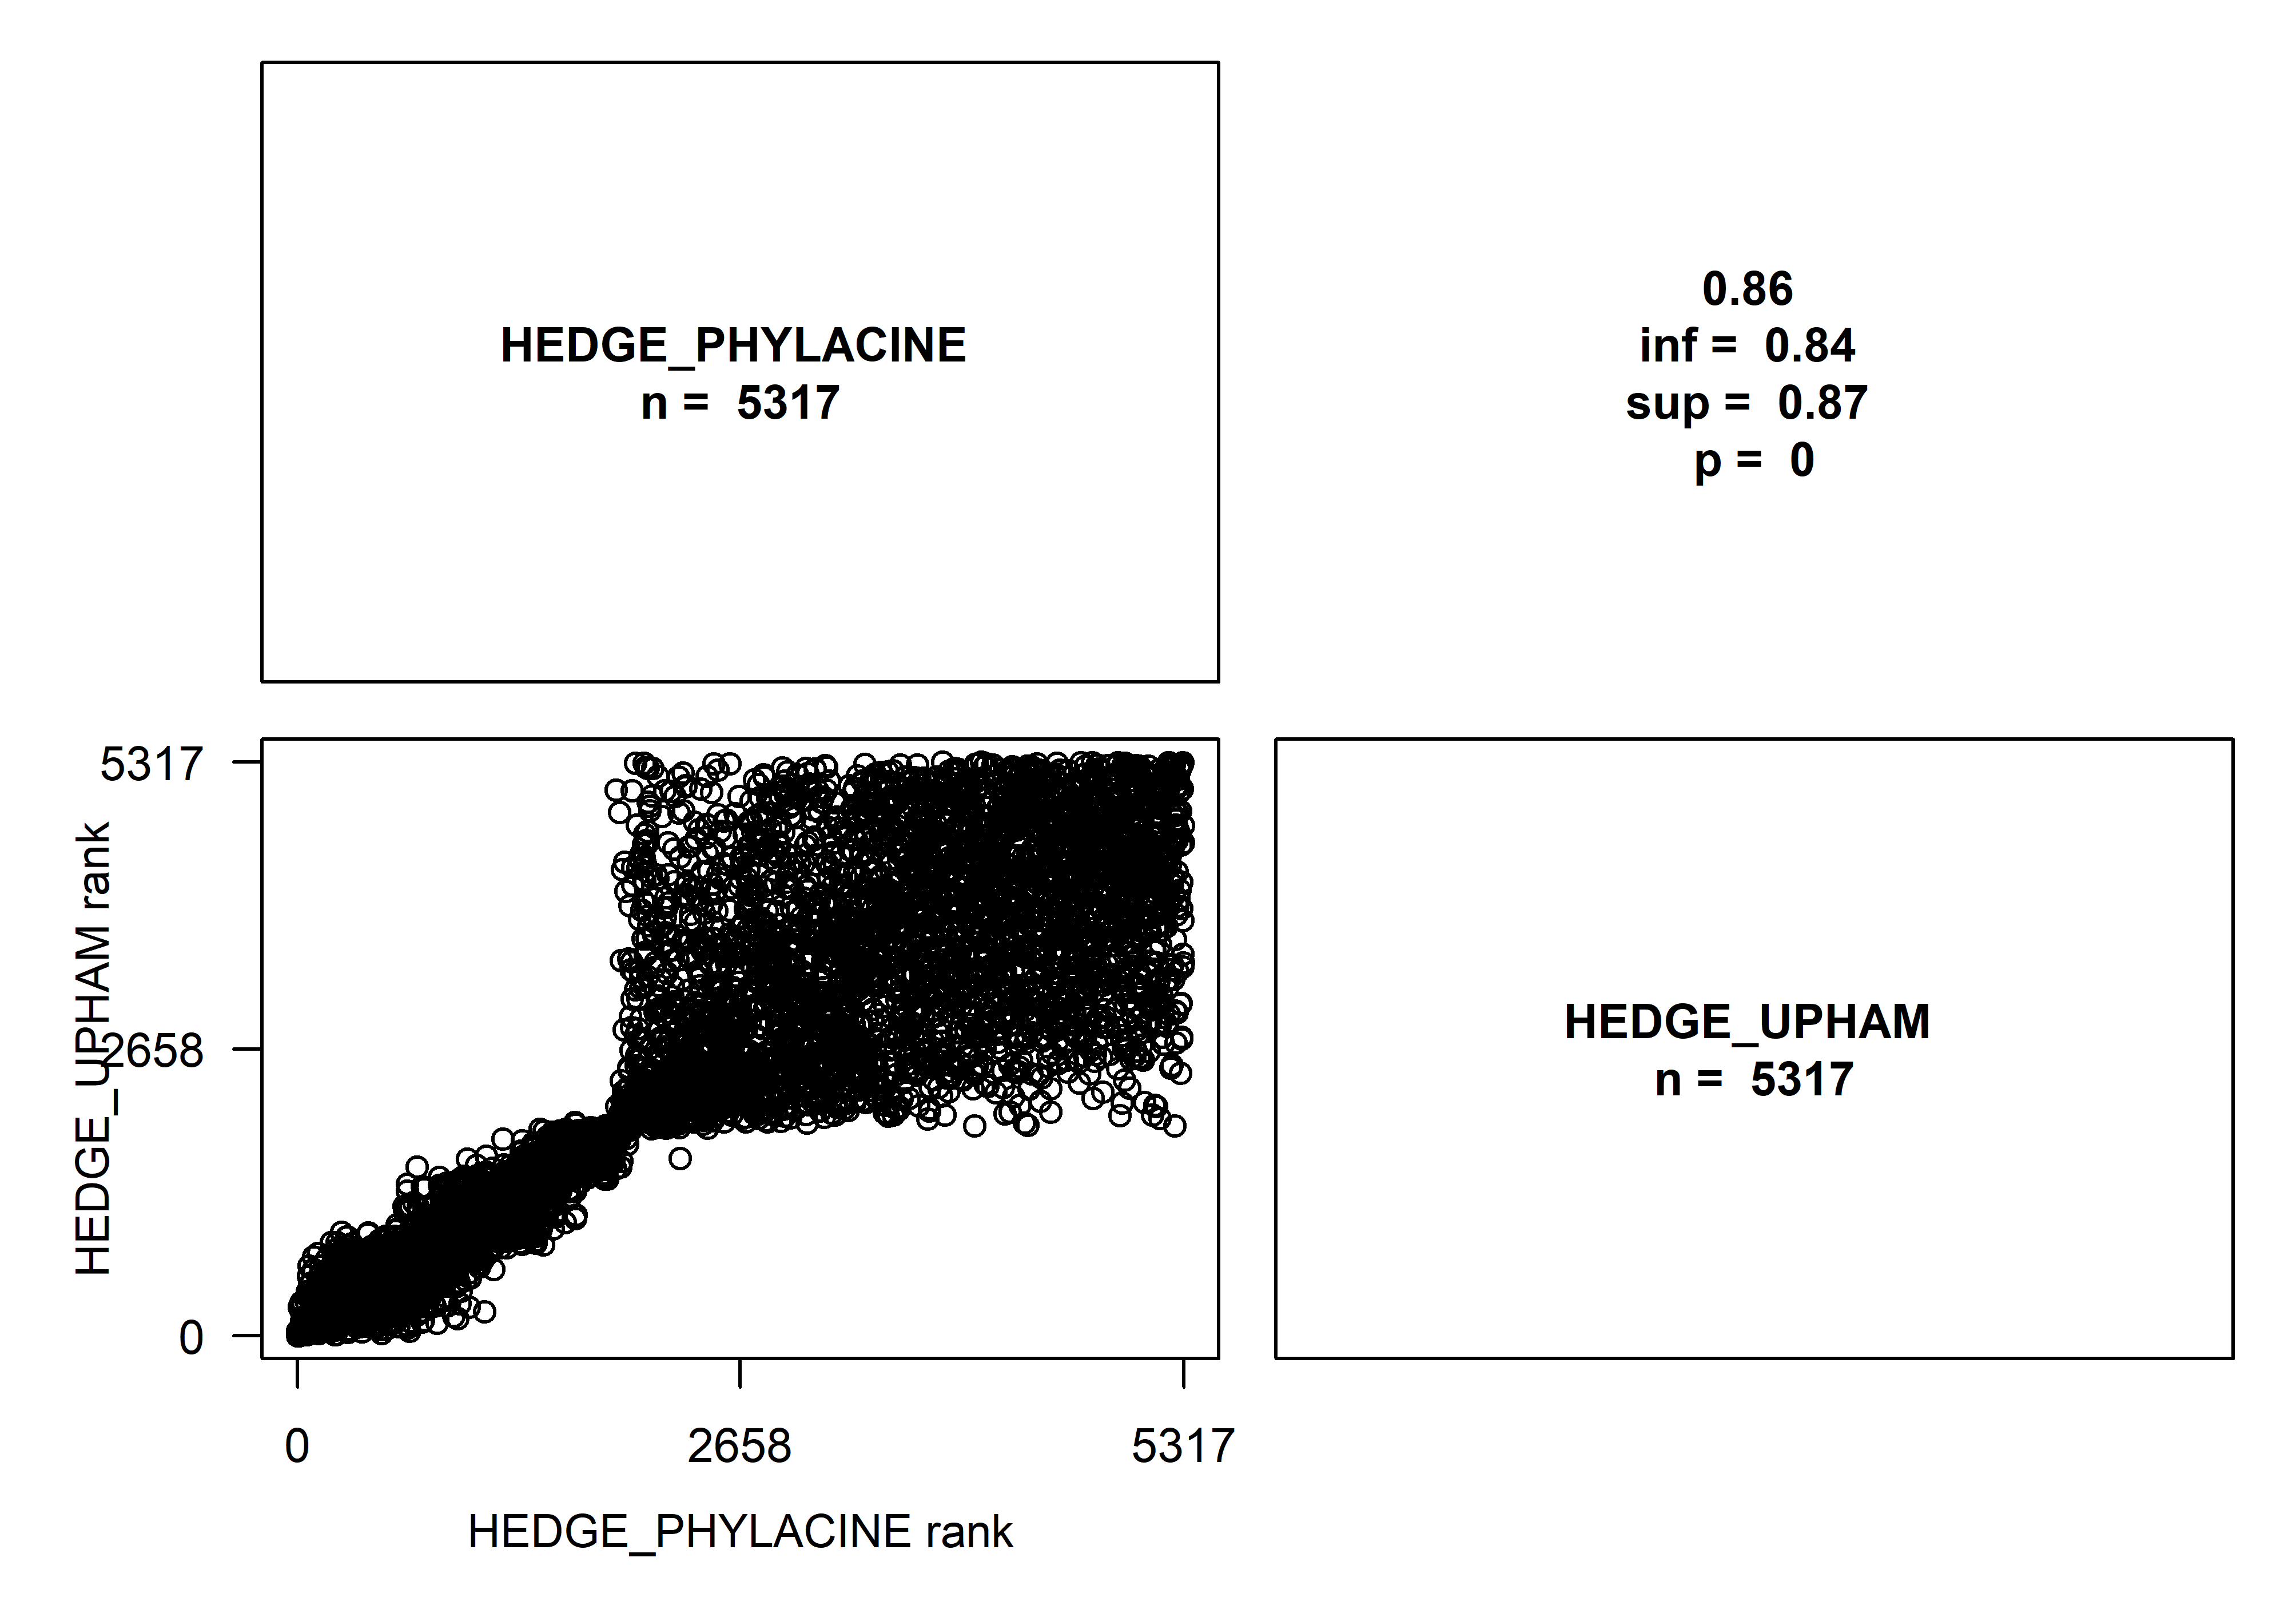 HEDGE_PHYLACINE
n = 5317
0.86
inf = 0.84
sup = 0.87
p = 0
5317
2658
0
HEDGE_UPHAM rank
HEDGE_UPHAM
n = 5317
0
2658
5317
HEDGE_PHYLACINE rank